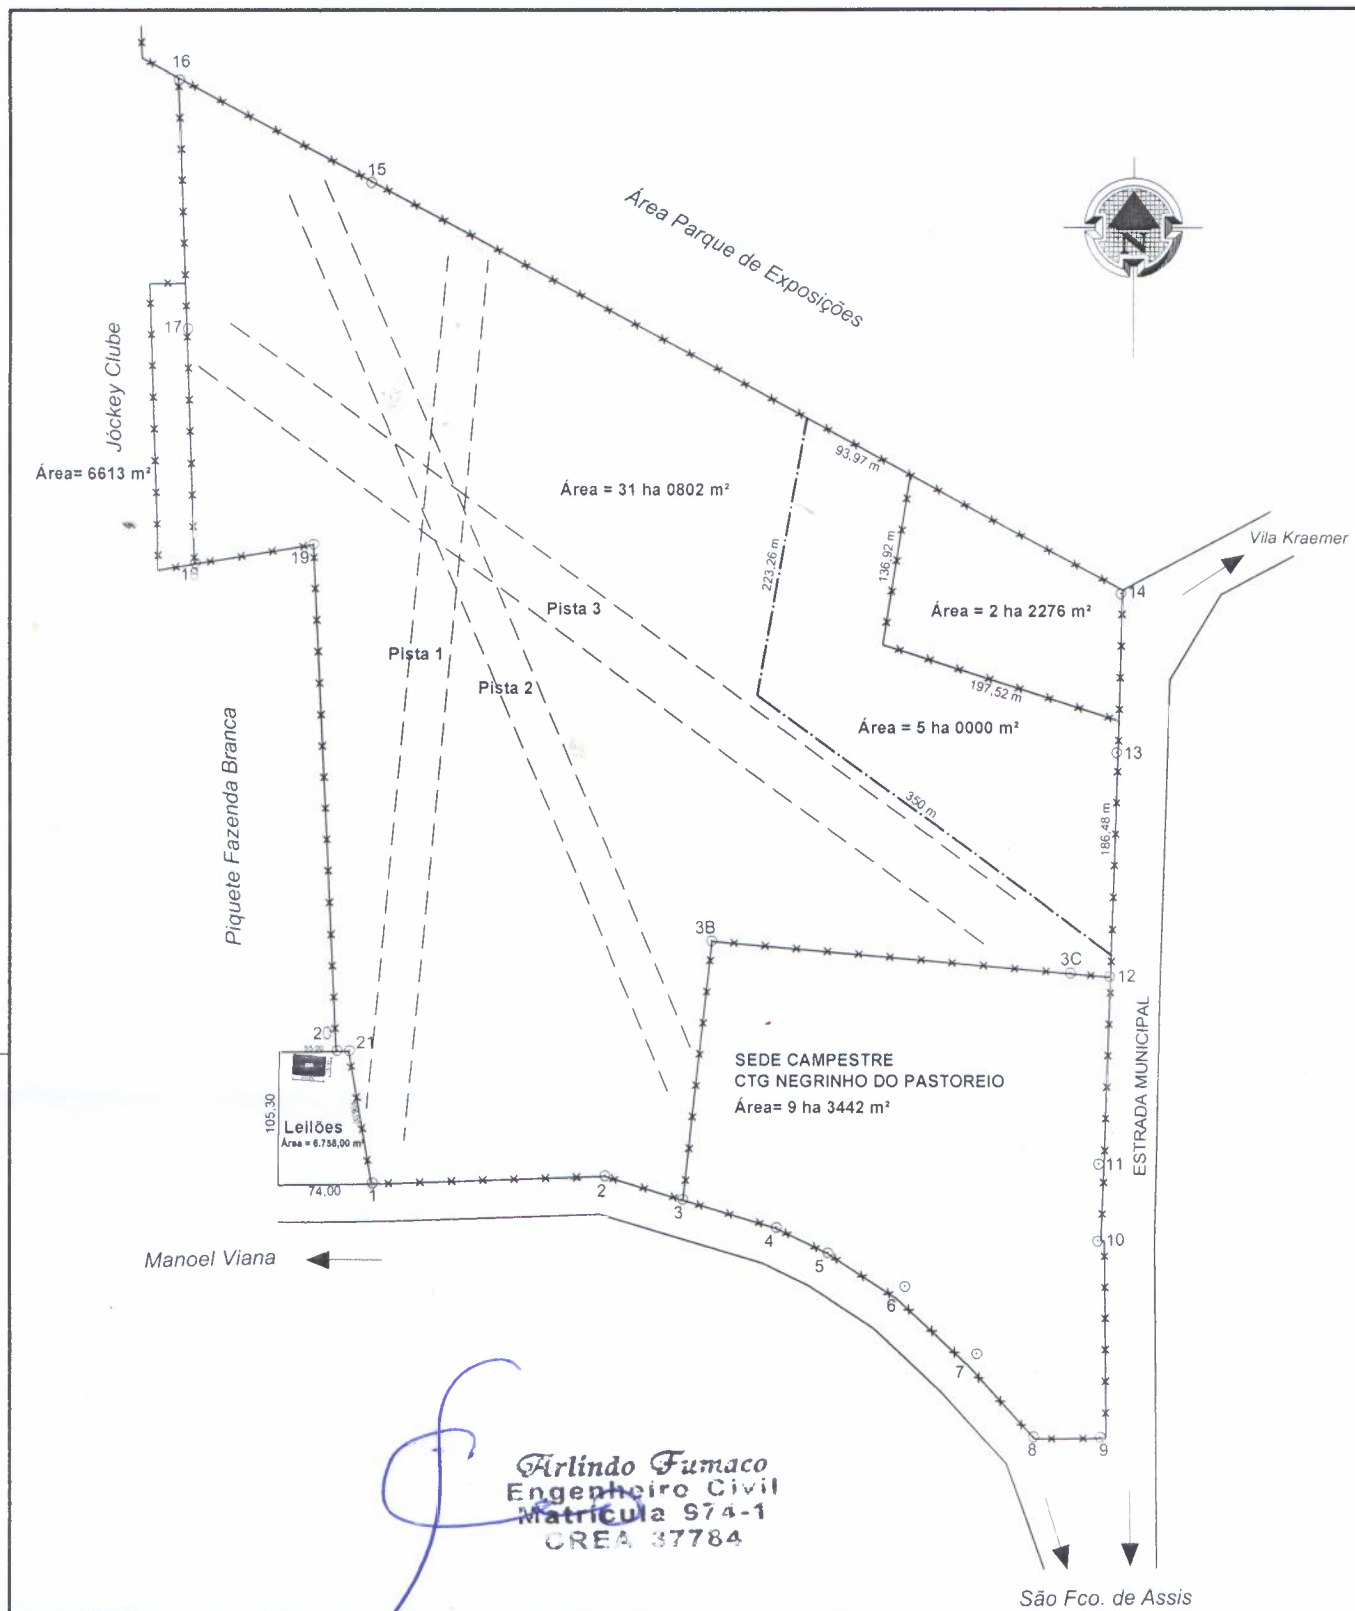 16
15
Área Parque de Exposições
N
17
Jóckey Clube
Área= 6613 m²
Área = 31 ha 0802 m²
93,97 m
Vila Kraemer
18
19
223,26 m
136,92 m
14
Área = 2 ha 2276 m²
Pista 3
Pista 1
Pista 2
197,52 m
Área = 5 ha 0000 m²
13
Piquete Fazenda Branca
350 m
186,48 m
3B
3C
12
20
21
SEDE CAMPESTRE
CTG NEGRINHO DO PASTOREIO
Área= 9 ha 3442 m²
ESTRADA MUNICIPAL
105,30
Leilões
Área = 6.758,00 m²
74,00
1
2
3
4
5
6
7
8
9
10
11
Manoel Viana
Arlindo Fumaco
Engenheiro Civil
Matrícula 974-1
CREA 37784
São Fco. de Assis